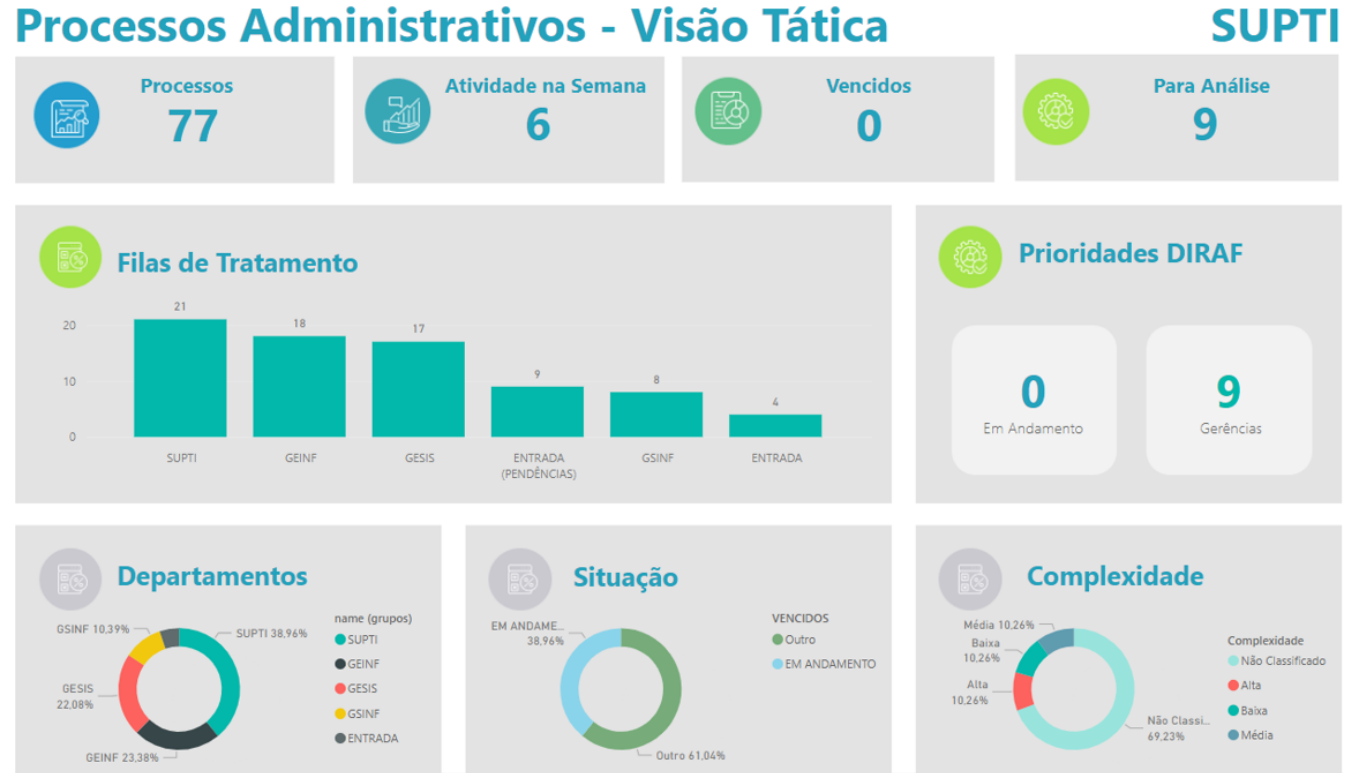 Processos Administrativos - Visão Tática
SUPTI
Processos
77
Atividade na Semana
6
Vencidos
0
Para Análise
9
Filas de Tratamento
21
18
17
9
8
4
20
10
0
SUPTI
GEINF
GESIS
ENTRADA
(PENDÊNCIAS)
GSINF
ENTRADA
Prioridades DIRAF
0
Em Andamento
9
Gerências
Departamentos
GSINF 10,39%
SUPTI 38,96%
GESIS
22,08%
GEINF 23,38%
name (grupos)
SUPTI
GEINF
GESIS
GSINF
ENTRADA
Situação
EM ANDAME...
38,96%
Outro 61,04%
VENCIDOS
Outro
EM ANDAMENTO
Complexidade
Média 10,26%
Baixa
10,26%
Alta
10,26%
Não Classi...
69,23%
Complexidade
Não Classificado
Alta
Baixa
Média